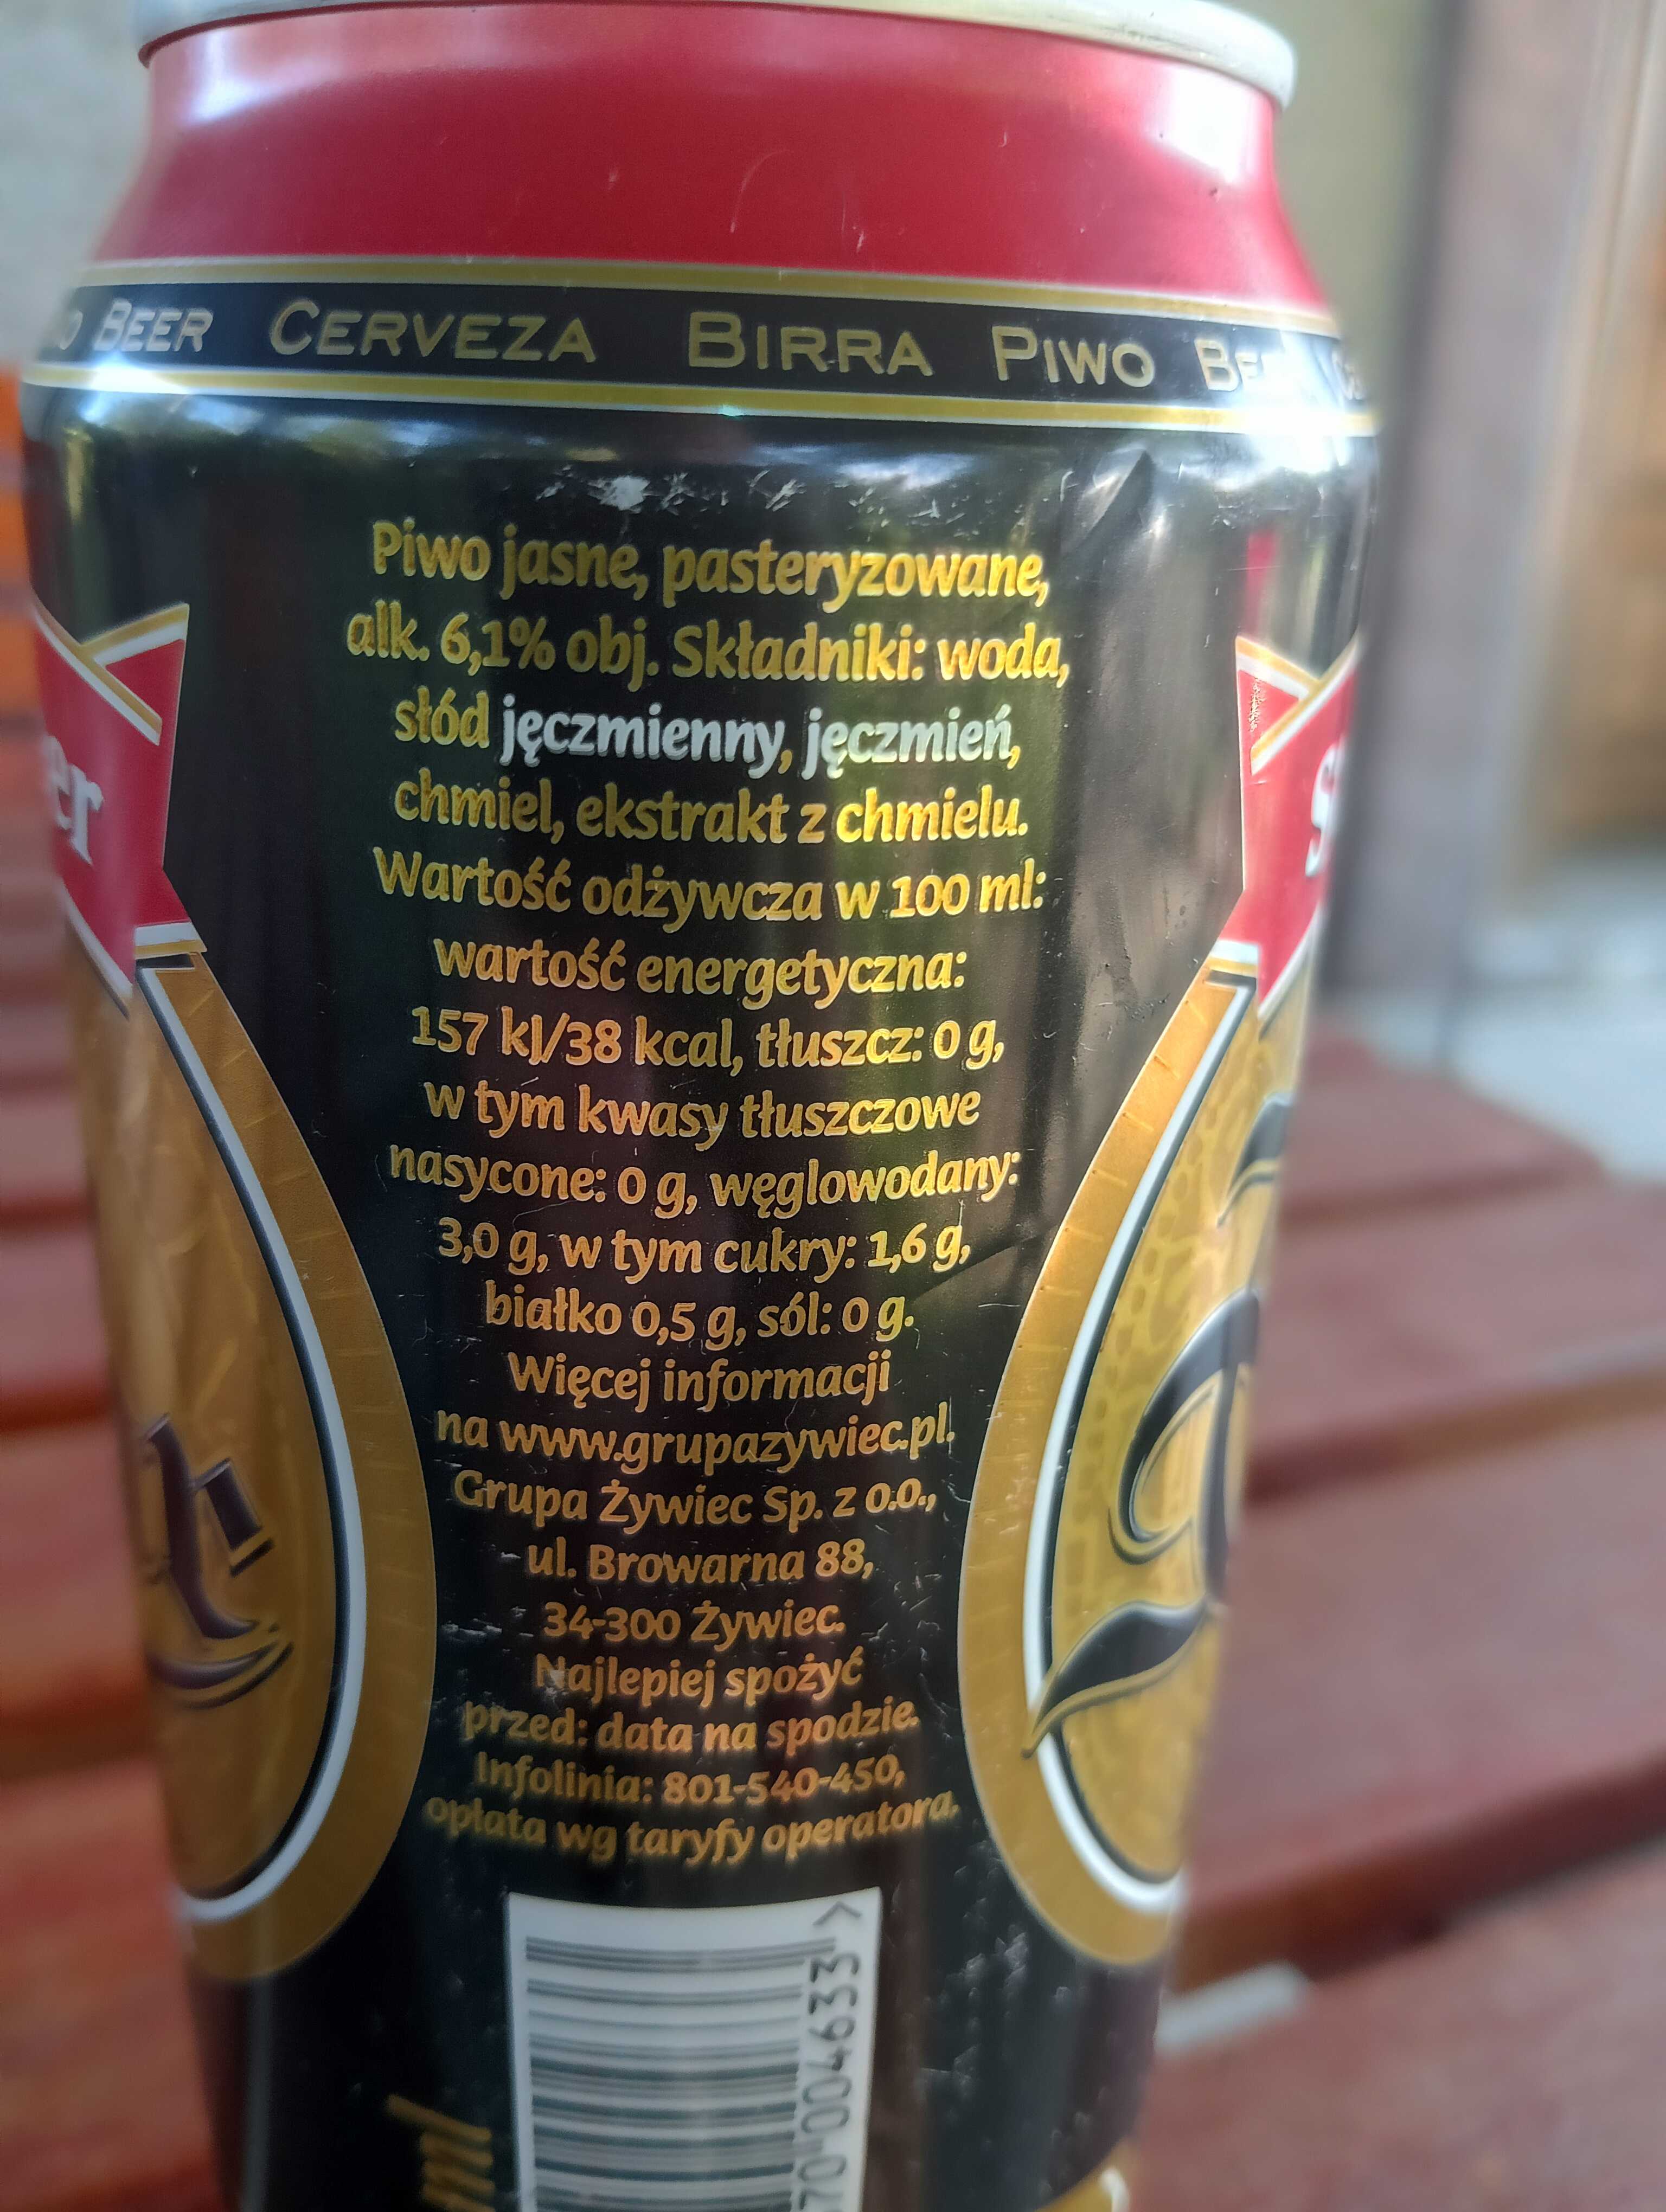 BEER CERVEZA BIRRA PIWO
Piwo jasne, pasteryzowane,
alk. 6,1% obj. Składniki: woda,
słód jęczmienny, jęczmień,
chmiel, ekstrakt z chmielu.
Wartość odżywcza w 100 ml:
wartość energetyczna:
157 kJ/38 kcal, tłuszcz: 0 g,
w tym kwasy tłuszczowe
nasycone: 0 g, węglowodany:
3,0 g, w tym cukry: 1,6 g,
białko 0,5 g, sól: 0 g.
Więcej informacji
na www.grupazywiec.pl.
Grupa Żywiec Sp. z o.o.,
ul. Browarna 88,
34-300 Żywiec.
Najlepiej spożyć
przed: data na spodzie.
Infolinia: 801-540-450,
opłata wg taryfy operatora.
ml